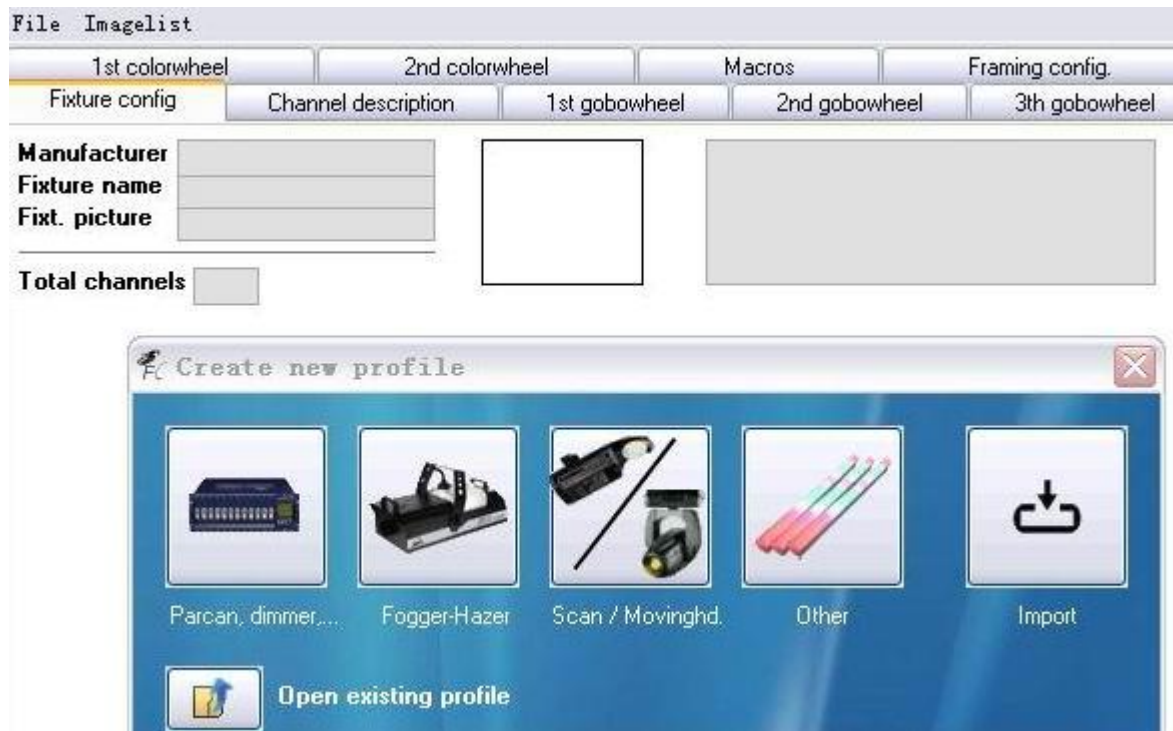 File Imagelist
1st colorwheel 2nd colorwheel Macros Framing config.
Fixture config Channel description 1st gobowheel 2nd gobowheel 3th gobowheel
Manufacturer
Fixture name
Fixt. picture
Total channels
FC Create new profile
Parcan, dimmer,... Fogger-Hazer Scan / Movinghd. Other Import
Open existing profile